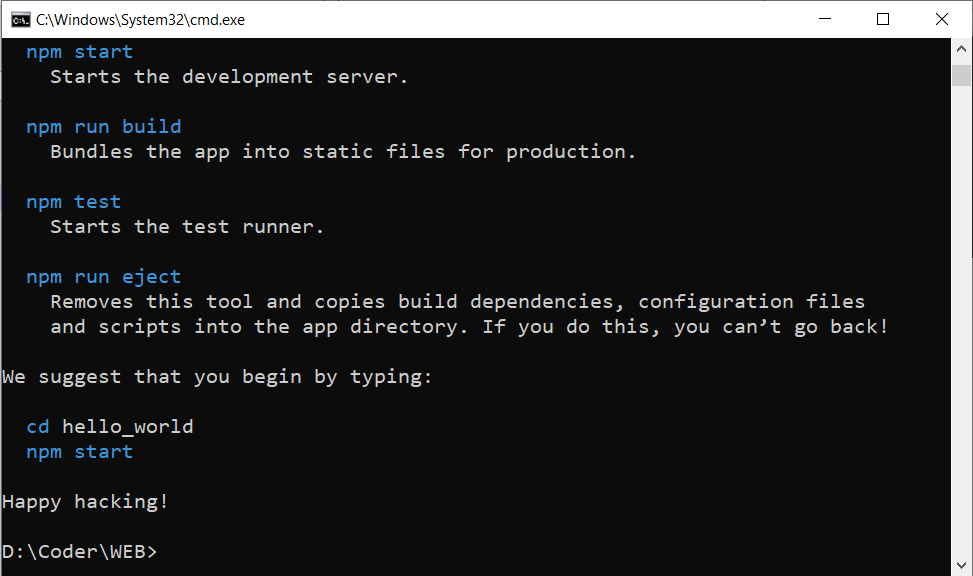 C:\Windows\System32\cmd.exe
npm start
Starts the development server.
npm run build
Bundles the app into static files for production.
npm test
Starts the test runner.
npm run eject
Removes this tool and copies build dependencies, configuration files
and scripts into the app directory. If you do this, you can’t go back!
We suggest that you begin by typing:
cd hello_world
npm start
Happy hacking!
D:\Coder\WEB>